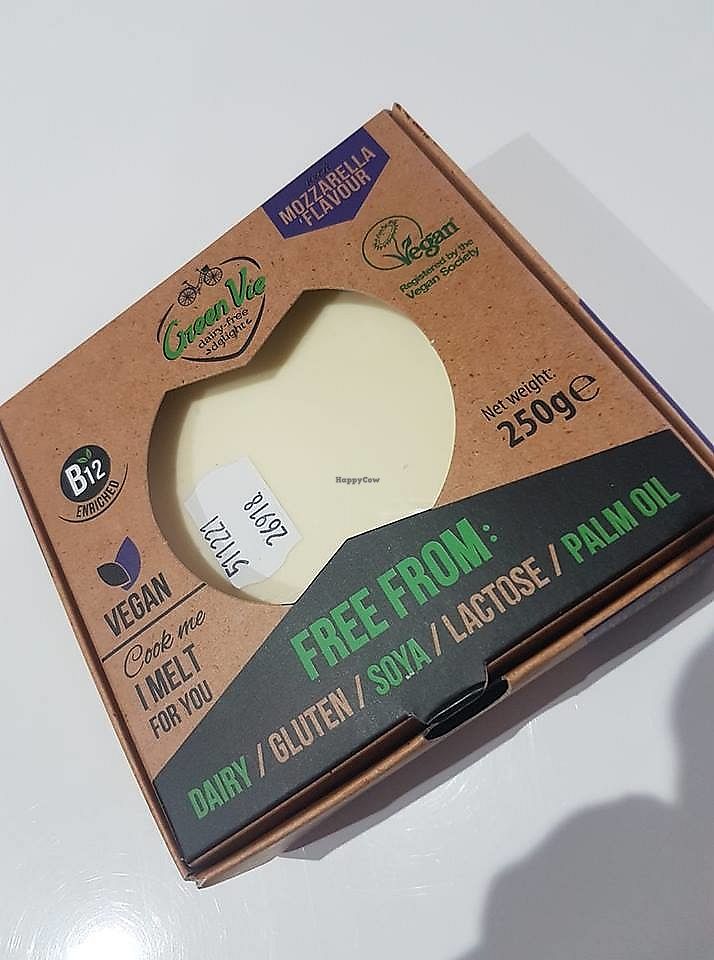 with
MOZZARELLA
FLAVOUR
Vegan
Registered by the
Vegan Society
Green Vie
dairy-free
delight
Net weight:
250g℮
B12
ENRICHED
HappyCow
511221
26918
VEGAN
Cook me
I MELT
FOR YOU
FREE FROM:
DAIRY / GLUTEN / SOYA / LACTOSE / PALM OIL